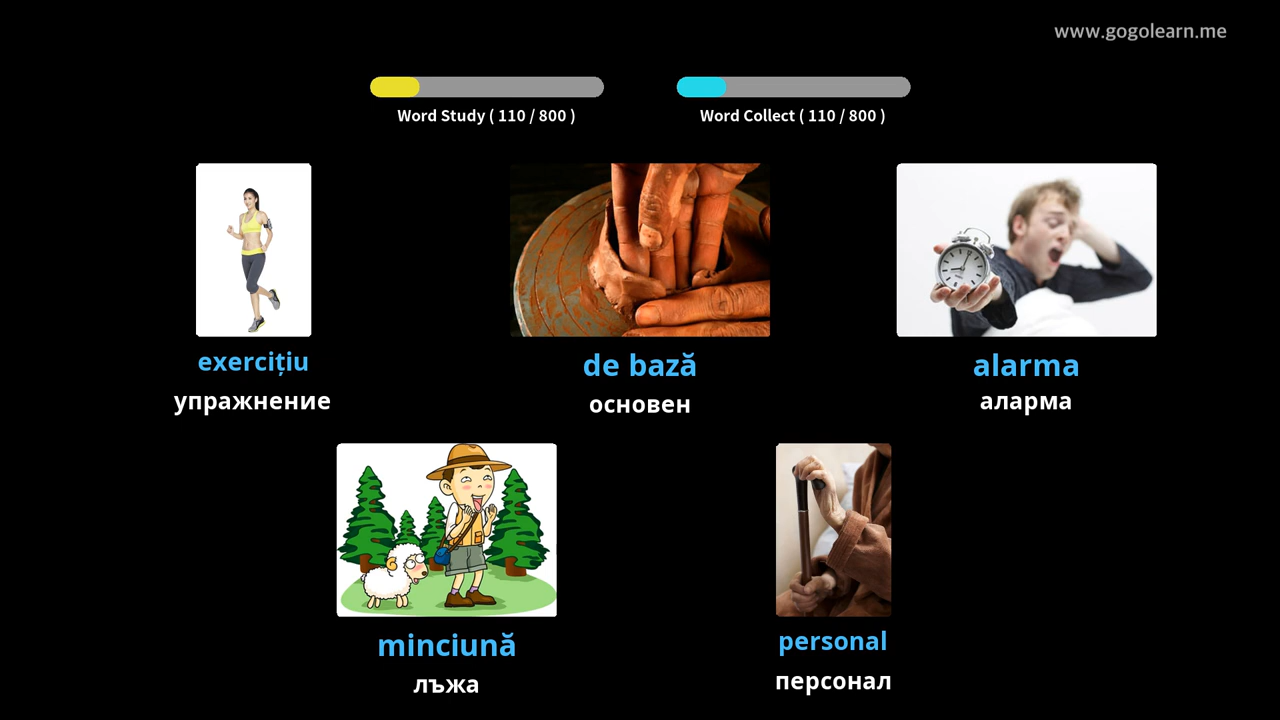 www.gogolearn.me
Word Study ( 110 / 800 )
Word Collect ( 110 / 800 )
exercițiu
упражнение
de bază
основен
alarma
аларма
minciună
лъжа
personal
персонал